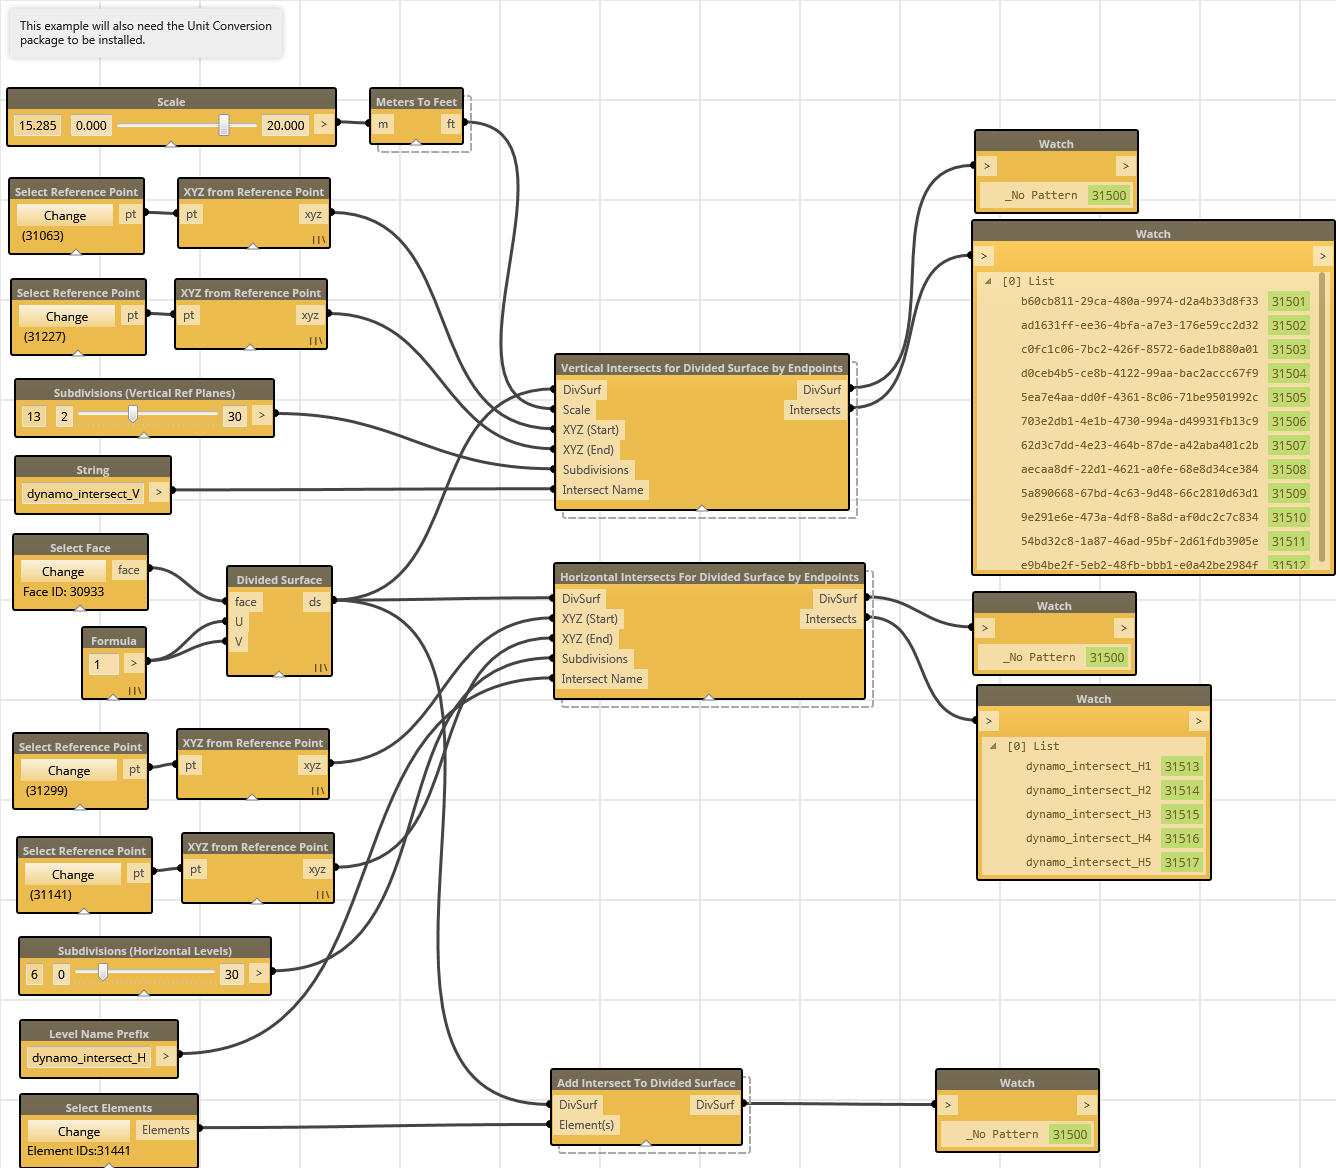 This example will also need the Unit Conversion
package to be installed.
Scale
15.285 0.000 20.000 >
Meters To Feet
m ft
Select Reference Point
Change pt
(31063)
XYZ from Reference Point
pt xyz
Select Reference Point
Change pt
(31227)
XYZ from Reference Point
pt xyz
Subdivisions (Vertical Ref Planes)
13 2 30 >
String
dynamo_intersect_V >
Select Face
Change face
Face ID: 30933
Formula
1 >
Divided Surface
face ds
U
V
Select Reference Point
Change pt
(31299)
XYZ from Reference Point
pt xyz
Select Reference Point
Change pt
(31141)
XYZ from Reference Point
pt xyz
Subdivisions (Horizontal Levels)
6 0 30 >
Level Name Prefix
dynamo_intersect_H >
Select Elements
Change Elements
Element IDs:31441
Vertical Intersects for Divided Surface by Endpoints
DivSurf DivSurf
Scale Intersects
XYZ (Start)
XYZ (End)
Subdivisions
Intersect Name
Horizontal Intersects For Divided Surface by Endpoints
DivSurf DivSurf
XYZ (Start) Intersects
XYZ (End)
Subdivisions
Intersect Name
Add Intersect To Divided Surface
DivSurf DivSurf
Element(s)
Watch
> >
_No Pattern 31500
Watch
> >
[0] List
b60cb811-29ca-480a-9974-d2a4b33d8f33 31501
ad1631ff-ee36-4bfa-a7e3-176e59cc2d32 31502
c0fc1c06-7bc2-426f-8572-6ade1b880a01 31503
d0ceb4b5-ce8b-4122-99aa-bac2accc67f9 31504
5ea7e4aa-dd0f-4361-8c06-71be9501992c 31505
703e2db1-4e1b-4730-994a-d49931fb13c9 31506
62d3c7dd-4e23-464b-87de-a42aba401c2b 31507
aecaa8df-22d1-4621-a0fe-68e8d34ce384 31508
5a890668-67bd-4c63-9d48-66c2810d63d1 31509
9e291e6e-473a-4df8-8a8d-af0dc2c7c834 31510
54bd32c8-1a87-46ad-95bf-2d61fdb3905e 31511
e9b4be2f-5eb2-48fb-bbb1-e0a42be2984f 31512
Watch
> >
_No Pattern 31500
Watch
> >
[0] List
dynamo_intersect_H1 31513
dynamo_intersect_H2 31514
dynamo_intersect_H3 31515
dynamo_intersect_H4 31516
dynamo_intersect_H5 31517
Watch
> >
_No Pattern 31500